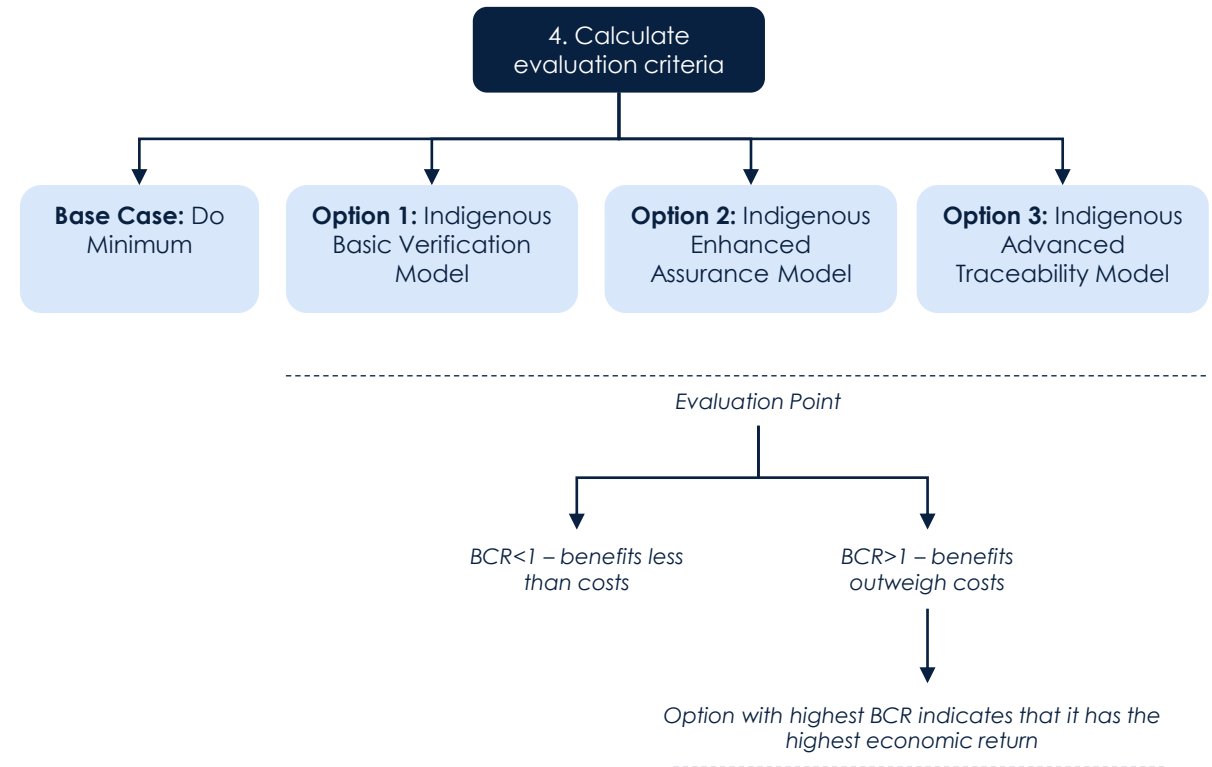 4. Calculate
evaluation criteria
Base Case: Do
Minimum
Option 1: Indigenous
Basic Verification
Model
Option 2: Indigenous
Enhanced
Assurance Model
Option 3: Indigenous
Advanced
Traceability Model
Evaluation Point
BCR<1 – benefits less
than costs
BCR>1 – benefits
outweigh costs
Option with highest BCR indicates that it has the
highest economic return